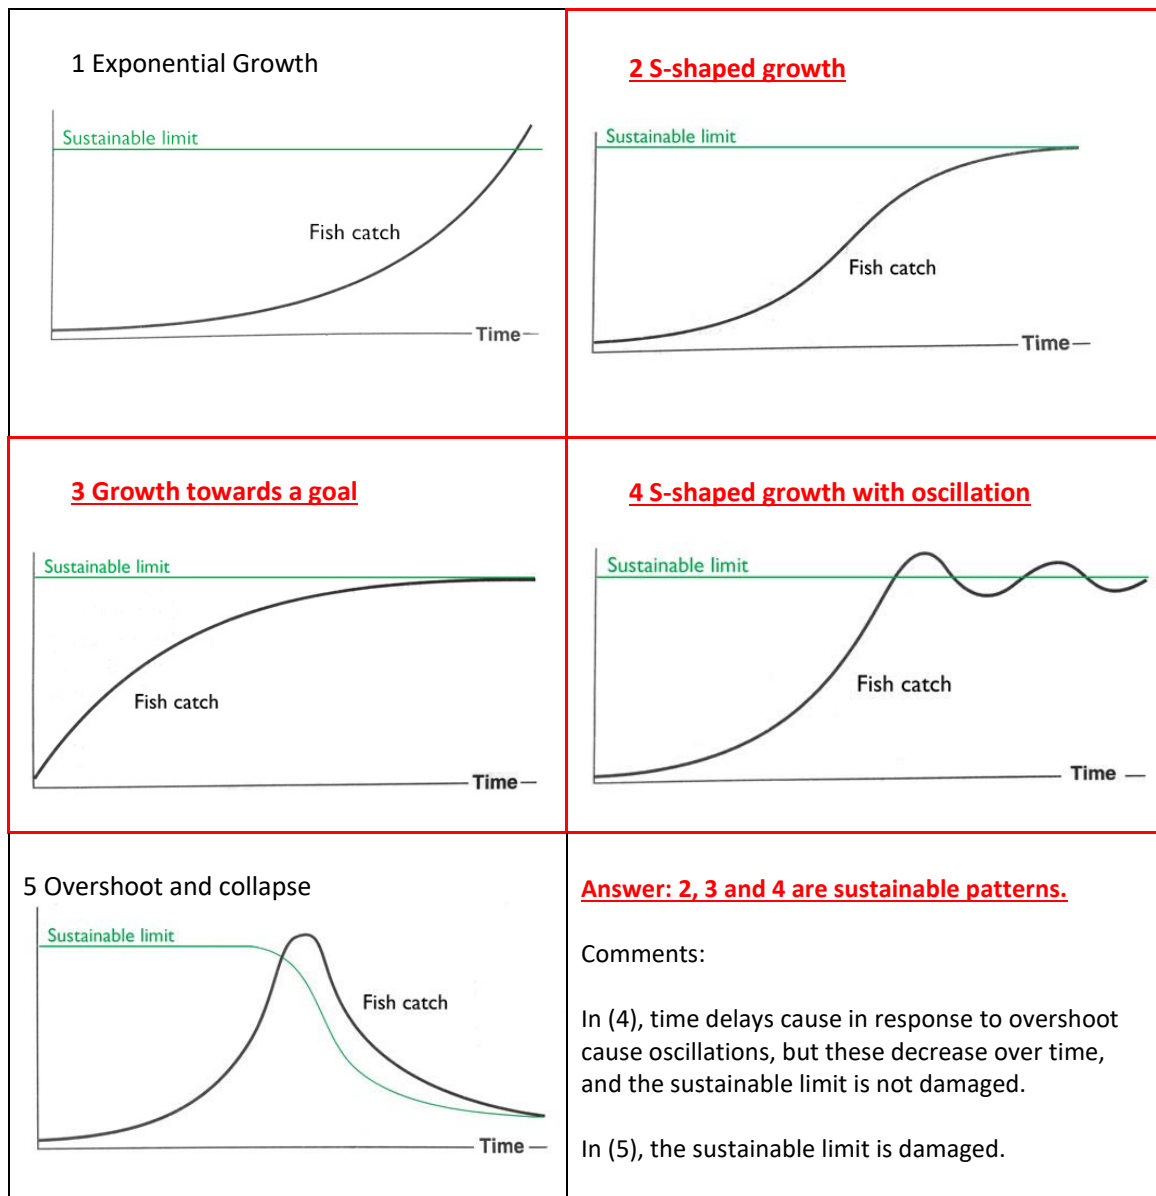 1 Exponential Growth
Sustainable limit
Fish catch
Time
2 S-shaped growth
Sustainable limit
Fish catch
Time
3 Growth towards a goal
Sustainable limit
Fish catch
Time
4 S-shaped growth with oscillation
Sustainable limit
Fish catch
Time
5 Overshoot and collapse
Sustainable limit
Fish catch
Time
Answer: 2, 3 and 4 are sustainable patterns.
Comments:
In (4), time delays cause in response to overshoot
cause oscillations, but these decrease over time,
and the sustainable limit is not damaged.
In (5), the sustainable limit is damaged.